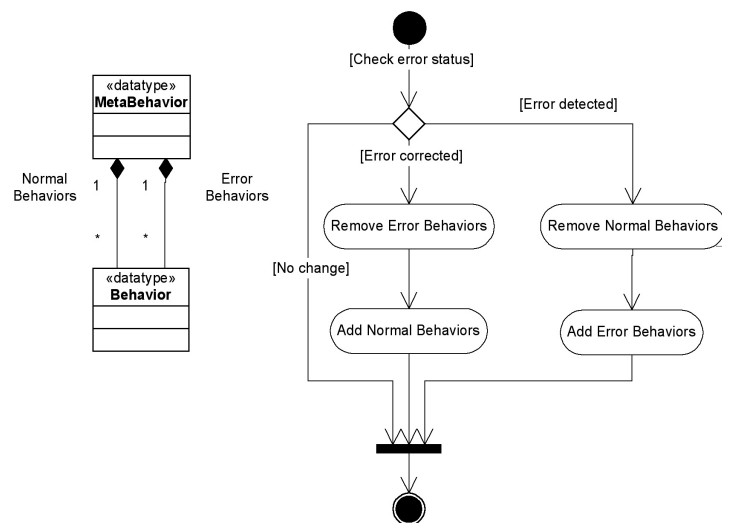 «datatype»
MetaBehavior
Normal
Behaviors
1
1
Error
Behaviors
*
*
«datatype»
Behavior
[Check error status]
[Error detected]
[Error corrected]
Remove Error Behaviors
Remove Normal Behaviors
[No change]
Add Normal Behaviors
Add Error Behaviors